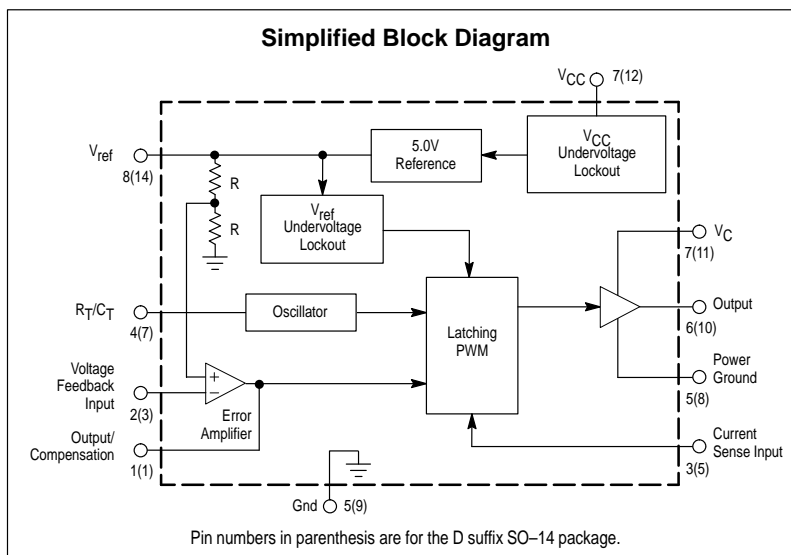 Simplified Block Diagram
VCC 7(12)
Vref
8(14)
R
R
5.0V
Reference
VCC
Undervoltage
Lockout
Vref
Undervoltage
Lockout
VC
7(11)
RT/CT
4(7)
Oscillator
Latching
PWM
Output
6(10)
Voltage
Feedback
Input
2(3)
+
–
Error
Amplifier
Power
Ground
5(8)
Output/
Compensation
1(1)
Current
Sense Input
3(5)
Gnd 5(9)
Pin numbers in parenthesis are for the D suffix SO–14 package.